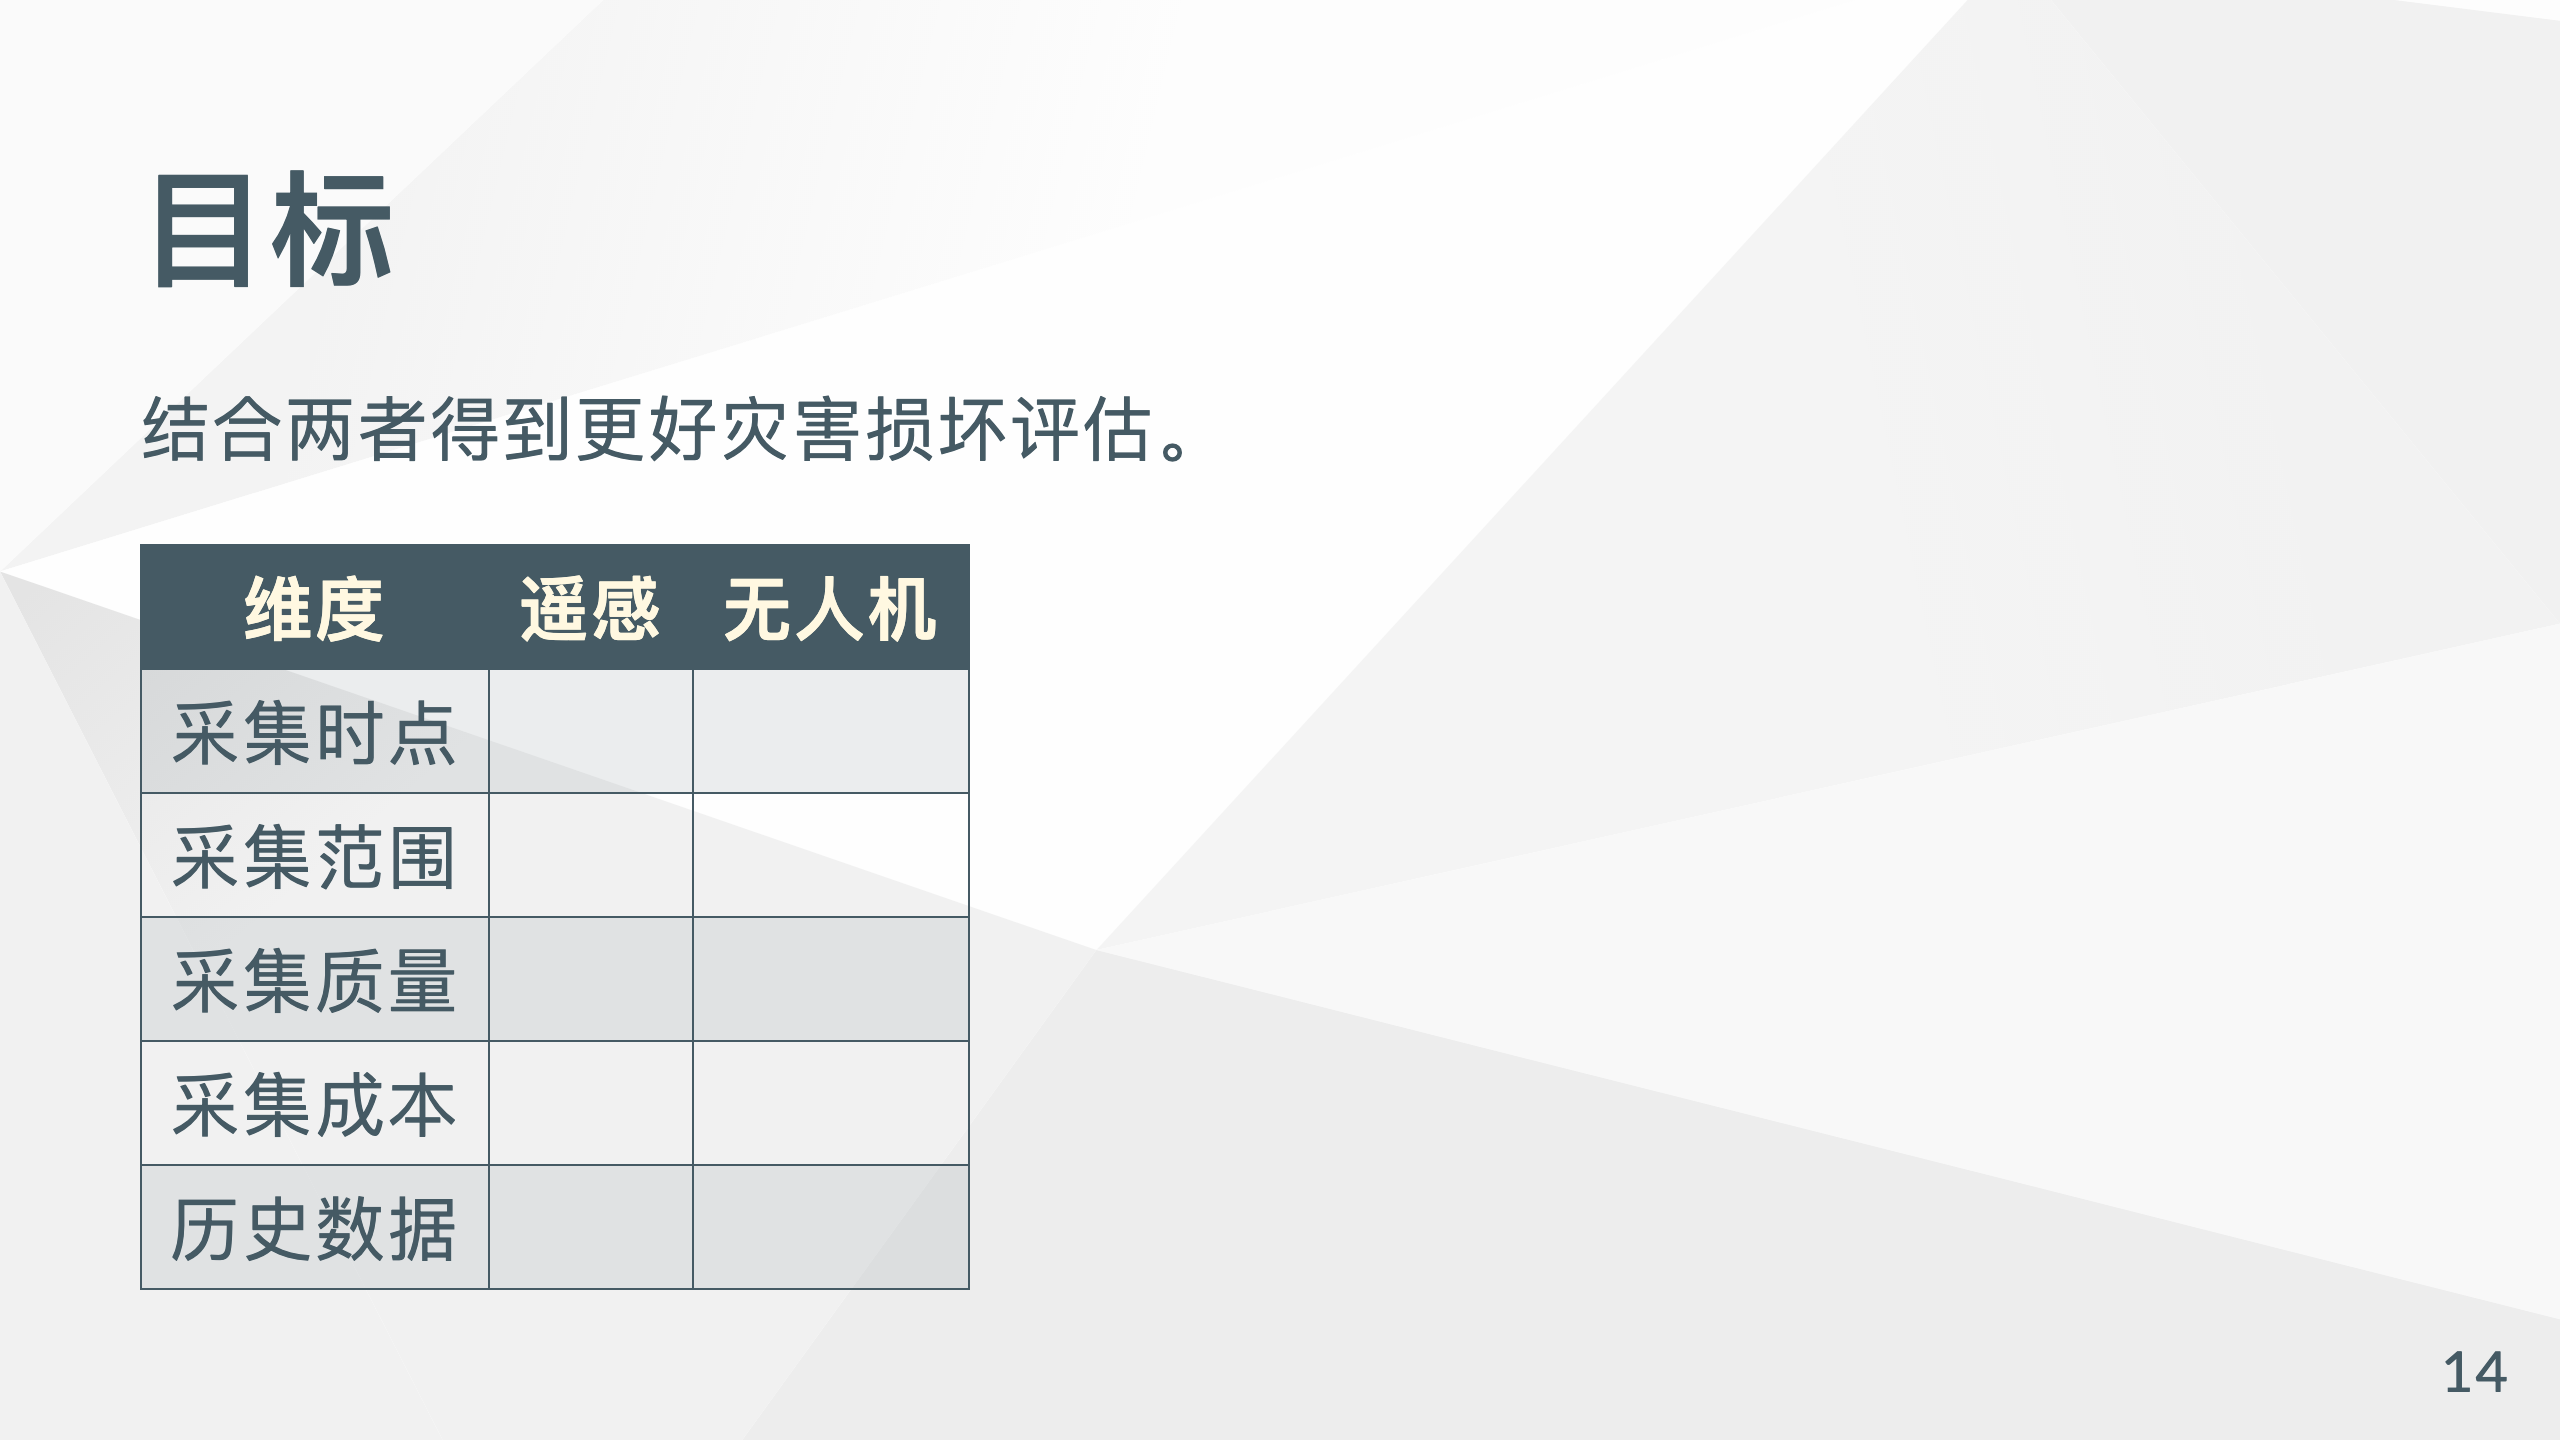 目标
结合两者得到更好灾害损坏评估。
维度 遥感 无人机
采集时点
采集范围
采集质量
采集成本
历史数据
14